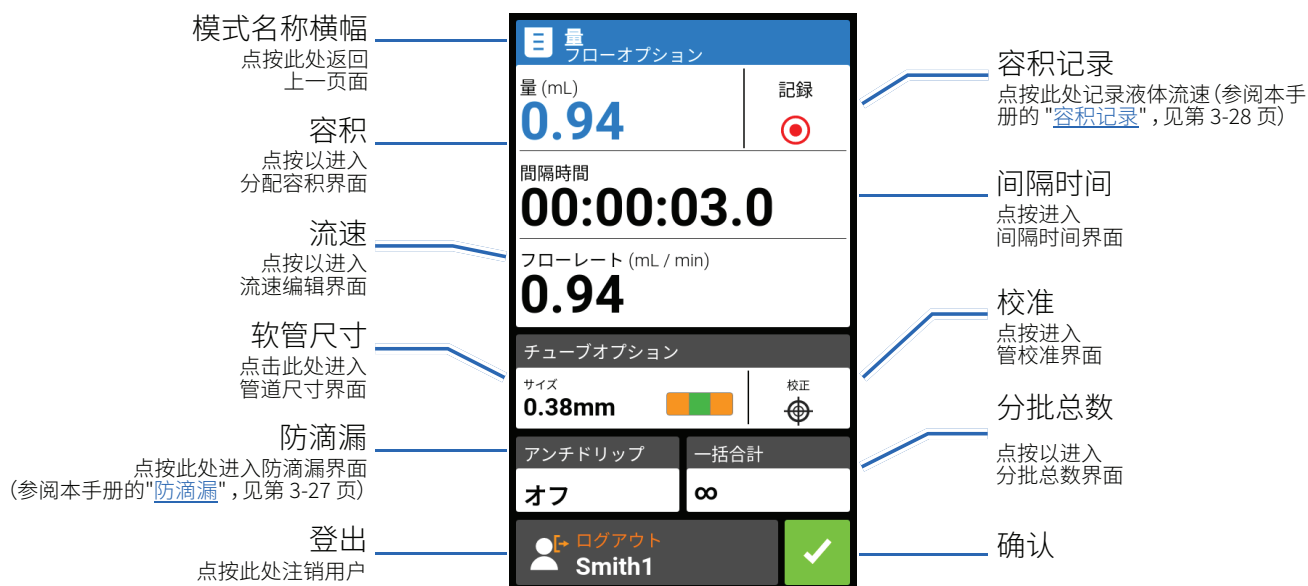 模式名称横幅
点按此处返回
上一页面
容积
点按以进入
分配容积界面
流速
点按以进入
流速编辑界面
软管尺寸
点击此处进入
管道尺寸界面
防滴漏
点按此处进入防滴漏界面
（参阅本手册的"防滴漏"，见第 3-27 页）
登出
点按此处注销用户
量
フローオプション
量 (mL)
0.94
記録
間隔時間
00:00:03.0
フローレート (mL / min)
0.94
チューブオプション
サイズ
0.38mm
校正
アンチドリップ
オフ
一括合計
∞
ログアウト
Smith1
容积记录
点按此处记录液体流速（参阅本手
册的 "容积记录"，见第 3-28 页）
间隔时间
点按进入
间隔时间界面
校准
点按进入
管校准界面
分批总数
点按以进入
分批总数界面
确认